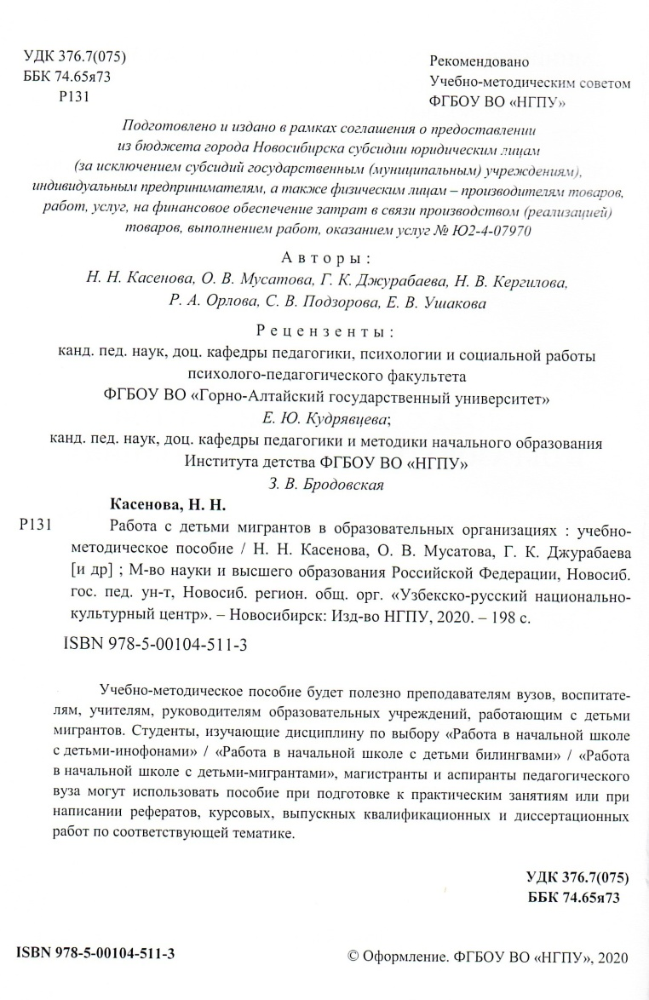 УДК 376.7(075)
ББК 74.65я73
Р131
Рекомендовано
Учебно-методическим советом
ФГБОУ ВО «НГПУ»
Подготовлено и издано в рамках соглашения о предоставлении
из бюджета города Новосибирска субсидии юридическим лицам
(за исключением субсидий государственным (муниципальным) учреждениям),
индивидуальным предпринимателям, а также физическим лицам – производителям товаров,
работ, услуг, на финансовое обеспечение затрат в связи производством (реализацией)
товаров, выполнением работ, оказанием услуг № Ю2-4-07970
Авторы:
Н. Н. Касенова, О. В. Мусатова, Г. К. Джурабаева, Н. В. Кергилова,
Р. А. Орлова, С. В. Подзорова, Е. В. Ушакова
Рецензенты:
канд. пед. наук, доц. кафедры педагогики, психологии и социальной работы
психолого-педагогического факультета
ФГБОУ ВО «Горно-Алтайский государственный университет»
Е. Ю. Кудрявцева;
канд. пед. наук, доц. кафедры педагогики и методики начального образования
Института детства ФГБОУ ВО «НГПУ»
З. В. Бродовская
Касенова, Н. Н.
Р131 Работа с детьми мигрантов в образовательных организациях : учебно-
методическое пособие / Н. Н. Касенова, О. В. Мусатова, Г. К. Джурабаева
[и др] ; М-во науки и высшего образования Российской Федерации, Новосиб.
гос. пед. ун-т, Новосиб. регион. общ. орг. «Узбекско-русский национально-
культурный центр». – Новосибирск: Изд-во НГПУ, 2020. – 198 с.
ISBN 978-5-00104-511-3
Учебно-методическое пособие будет полезно преподавателям вузов, воспитате-
лям, учителям, руководителям образовательных учреждений, работающим с детьми
мигрантов. Студенты, изучающие дисциплину по выбору «Работа в начальной школе
с детьми-инофонами» / «Работа в начальной школе с детьми билингвами» / «Работа
в начальной школе с детьми-мигрантами», магистранты и аспиранты педагогического
вуза могут использовать пособие при подготовке к практическим занятиям или при
написании рефератов, курсовых, выпускных квалификационных и диссертационных
работ по соответствующей тематике.
УДК 376.7(075)
ББК 74.65я73
ISBN 978-5-00104-511-3
© Оформление. ФГБОУ ВО «НГПУ», 2020